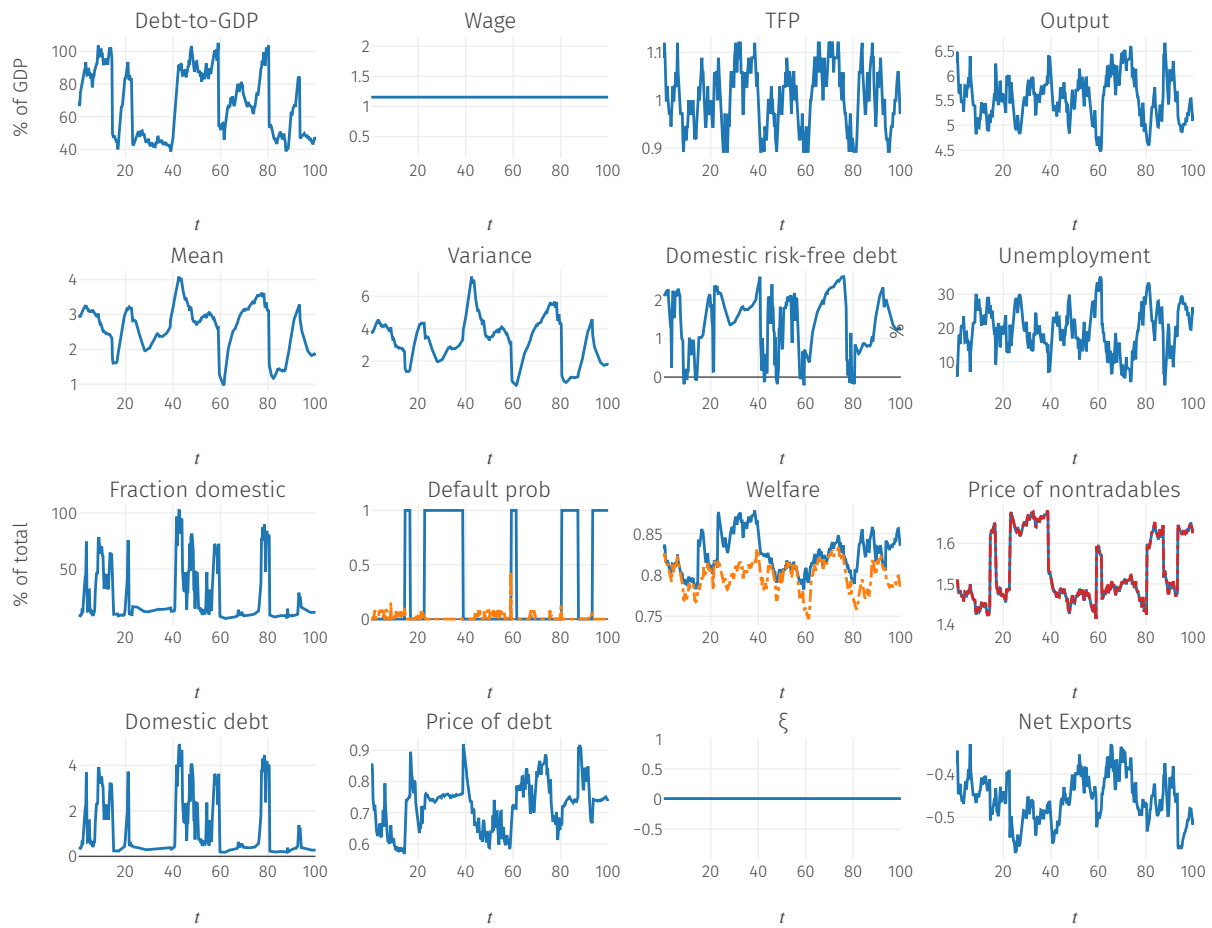 Debt-to-GDP Wage TFP Output
% of GDP
100
80
60
40
20 40 60 80 100
t
2
1.5
1
0.5
20 40 60 80 100
t
1.1
1
0.9
20 40 60 80 100
t
6.5
6
5.5
5
4.5
20 40 60 80 100
t
Mean Variance Domestic risk-free debt Unemployment
4
3
2
1
20 40 60 80 100
t
6
4
2
20 40 60 80 100
t
2
1
0
20 40 60 80 100
t
%
30
20
10
20 40 60 80 100
t
Fraction domestic Default prob Welfare Price of nontradables
% of total
100
50
20 40 60 80 100
t
1
0.5
0
20 40 60 80 100
t
0.85
0.8
0.75
20 40 60 80 100
t
1.6
1.5
1.4
20 40 60 80 100
t
Domestic debt Price of debt ξ Net Exports
4
2
0
20 40 60 80 100
t
0.9
0.8
0.7
0.6
20 40 60 80 100
t
1
0.5
0
−0.5
20 40 60 80 100
t
−0.4
−0.5
20 40 60 80 100
t